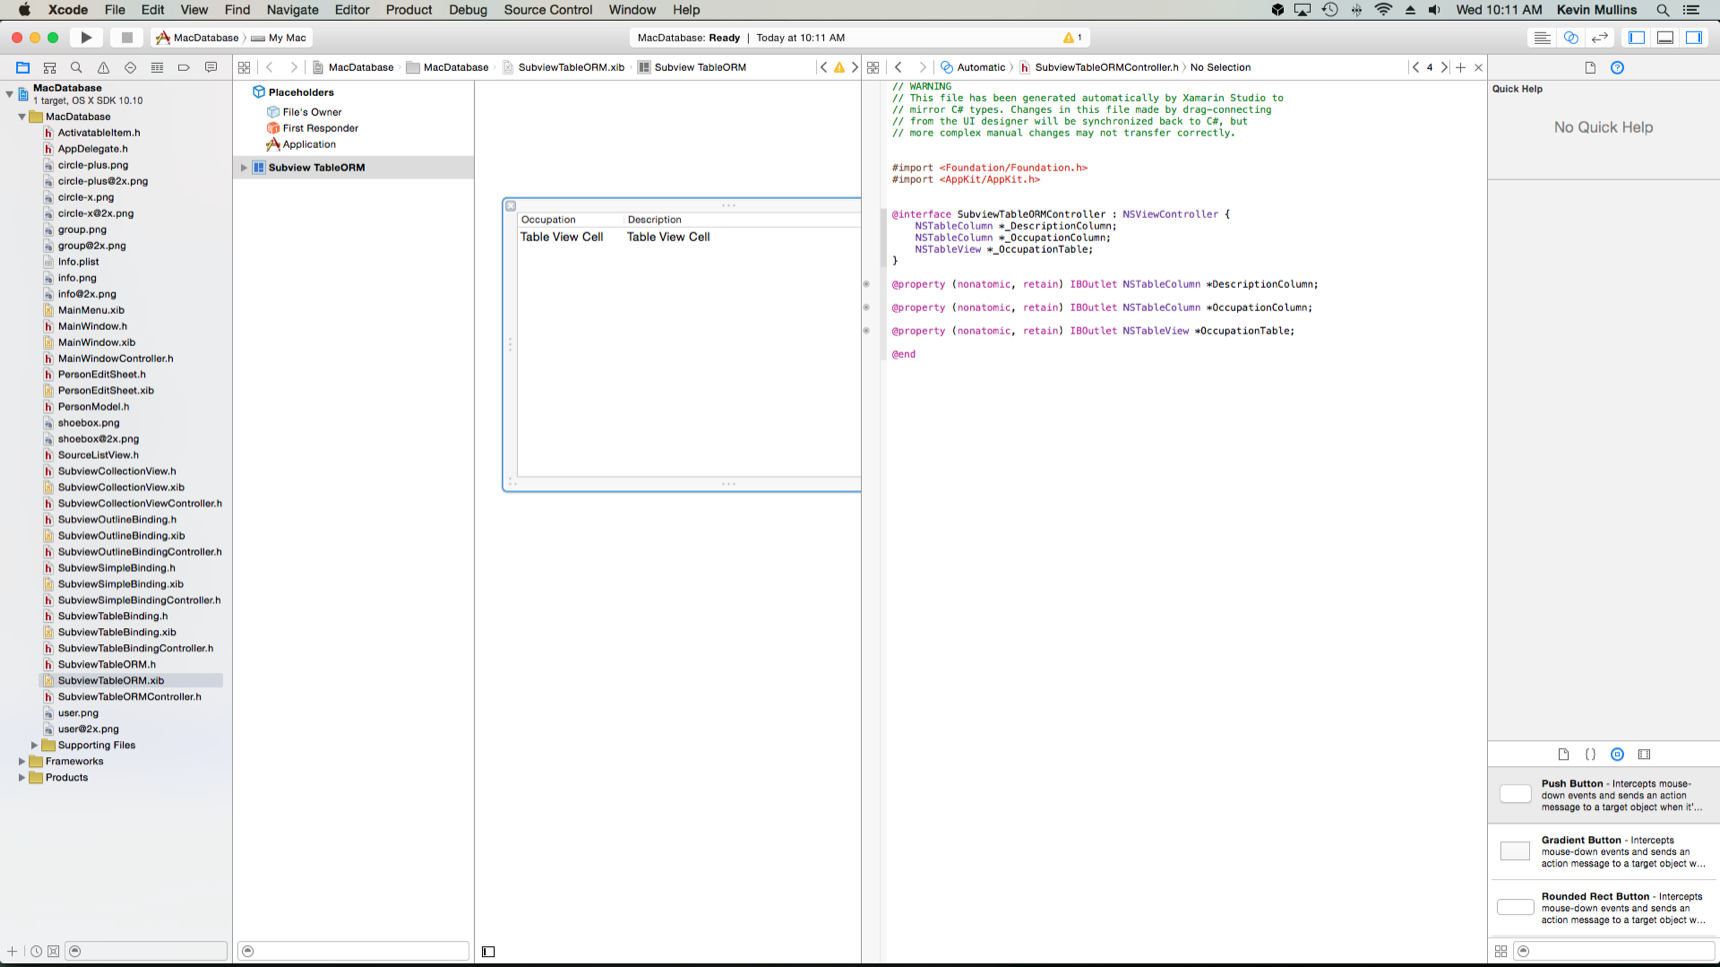 Xcode File Edit View Find Navigate Editor Product Debug Source Control Window Help
Wed 10:11 AM Kevin Mullins
MacDatabase My Mac
MacDatabase: Ready | Today at 10:11 AM
1
MacDatabase
1 target, OS X SDK 10.10
MacDatabase
ActivatableItem.h
AppDelegate.h
circle-plus.png
circle-plus@2x.png
circle-x.png
circle-x@2x.png
group.png
group@2x.png
Info.plist
info.png
info@2x.png
MainMenu.xib
MainWindow.h
MainWindow.xib
MainWindowController.h
PersonEditSheet.h
PersonEditSheet.xib
PersonModel.h
shoebox.png
shoebox@2x.png
SourceListView.h
SubviewCollectionView.h
SubviewCollectionView.xib
SubviewCollectionViewController.h
SubviewOutlineBinding.h
SubviewOutlineBinding.xib
SubviewOutlineBindingController.h
SubviewSimpleBinding.h
SubviewSimpleBinding.xib
SubviewSimpleBindingController.h
SubviewTableBinding.h
SubviewTableBinding.xib
SubviewTableBindingController.h
SubviewTableORM.h
SubviewTableORM.xib
SubviewTableORMController.h
user.png
user@2x.png
Supporting Files
Frameworks
Products
MacDatabase MacDatabase SubviewTableORM.xib Subview TableORM
Placeholders
File's Owner
First Responder
Application
Subview TableORM
Occupation Description
Table View Cell Table View Cell
Automatic SubviewTableORMController.h No Selection
4
// WARNING
// This file has been generated automatically by Xamarin Studio to
// mirror C# types. Changes in this file made by drag-connecting
// from the UI designer will be synchronized back to C#, but
// more complex manual changes may not transfer correctly.
#import <Foundation/Foundation.h>
#import <AppKit/AppKit.h>
@interface SubviewTableORMController : NSViewController {
NSTableColumn *_DescriptionColumn;
NSTableColumn *_OccupationColumn;
NSTableView *_OccupationTable;
}
@property (nonatomic, retain) IBOutlet NSTableColumn *DescriptionColumn;
@property (nonatomic, retain) IBOutlet NSTableColumn *OccupationColumn;
@property (nonatomic, retain) IBOutlet NSTableView *OccupationTable;
@end
Quick Help
No Quick Help
Push Button - Intercepts mouse-
down events and sends an action
message to a target object when it'...
Gradient Button - Intercepts
mouse-down events and sends an
action message to a target object w...
Rounded Rect Button - Intercepts
mouse-down events and sends an
action message to a target object w...